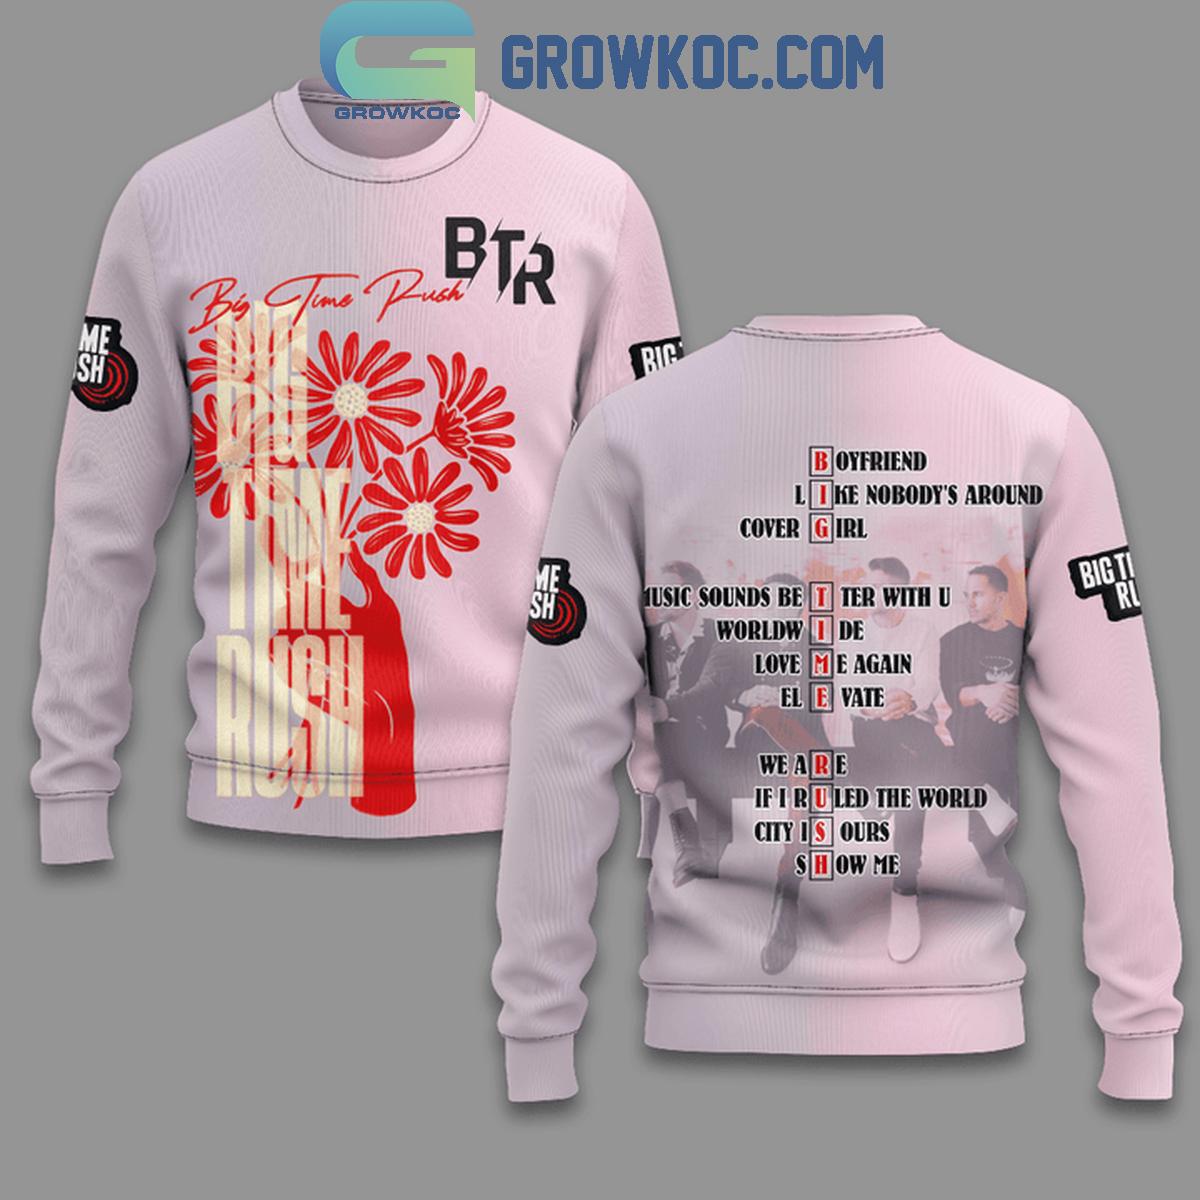 GROWKOC
GROWKOC.COM
BTR
Big Time Rush
BIG
TIME
RUSH
ME
SH
BIG T
BOYFRIEND
LIKE NOBODY'S AROUND
COVER GIRL
MUSIC SOUNDS BETTER WITH U
WORLDWIDE
LOVE ME AGAIN
ELEVATE
WE ARE
IF I RULED THE WORLD
CITY IS OURS
SHOW ME
ME
SH
BIG TI
RU